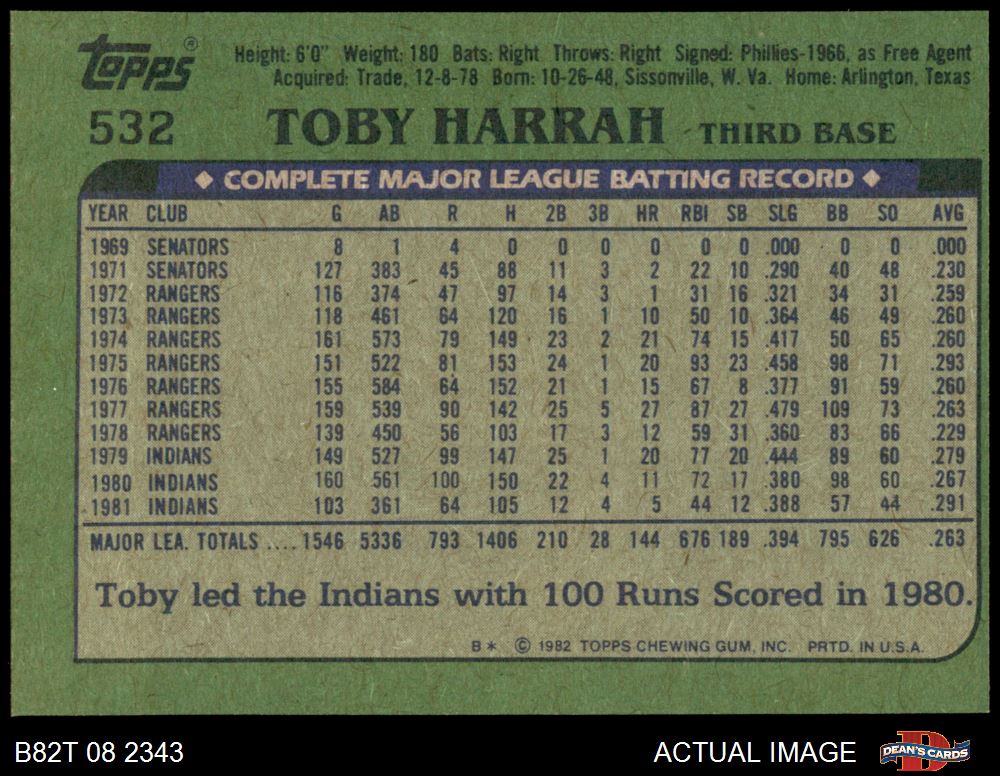 Topps® Height: 6'0" Weight: 180 Bats: Right Throws: Right Signed: Phillies-1966, as Free Agent
Acquired: Trade, 12-8-78 Born: 10-26-48, Sissonville, W. Va. Home: Arlington, Texas
532 TOBY HARRAH THIRD BASE
◆ COMPLETE MAJOR LEAGUE BATTING RECORD ◆
YEAR CLUB G AB R H 2B 3B HR RBI SB SLG BB SO AVG
1969 SENATORS 8 1 4 0 0 0 0 0 0 .000 0 0 .000
1971 SENATORS 127 383 45 88 11 3 2 22 10 .290 40 48 .230
1972 RANGERS 116 374 47 97 14 3 1 31 16 .321 34 31 .259
1973 RANGERS 118 461 64 120 16 1 10 50 10 .364 46 49 .260
1974 RANGERS 161 573 79 149 23 2 21 74 15 .417 50 65 .260
1975 RANGERS 151 522 81 153 24 1 20 93 23 .458 98 71 .293
1976 RANGERS 155 584 64 152 21 1 15 67 8 .377 91 59 .260
1977 RANGERS 159 539 90 142 25 5 27 87 27 .479 109 73 .263
1978 RANGERS 139 450 56 103 17 3 12 59 31 .360 83 66 .229
1979 INDIANS 149 527 99 147 25 1 20 77 20 .444 89 60 .279
1980 INDIANS 160 561 100 150 22 4 11 72 17 .380 98 60 .267
1981 INDIANS 103 361 64 105 12 4 5 44 12 .388 57 44 .291
MAJOR LEA. TOTALS .... 1546 5336 793 1406 210 28 144 676 189 .394 795 626 .263
Toby led the Indians with 100 Runs Scored in 1980.
B* © 1982 TOPPS CHEWING GUM, INC. PRTD. IN U.S.A.
B82T 08 2343 ACTUAL IMAGE D DEAN'S CARDS